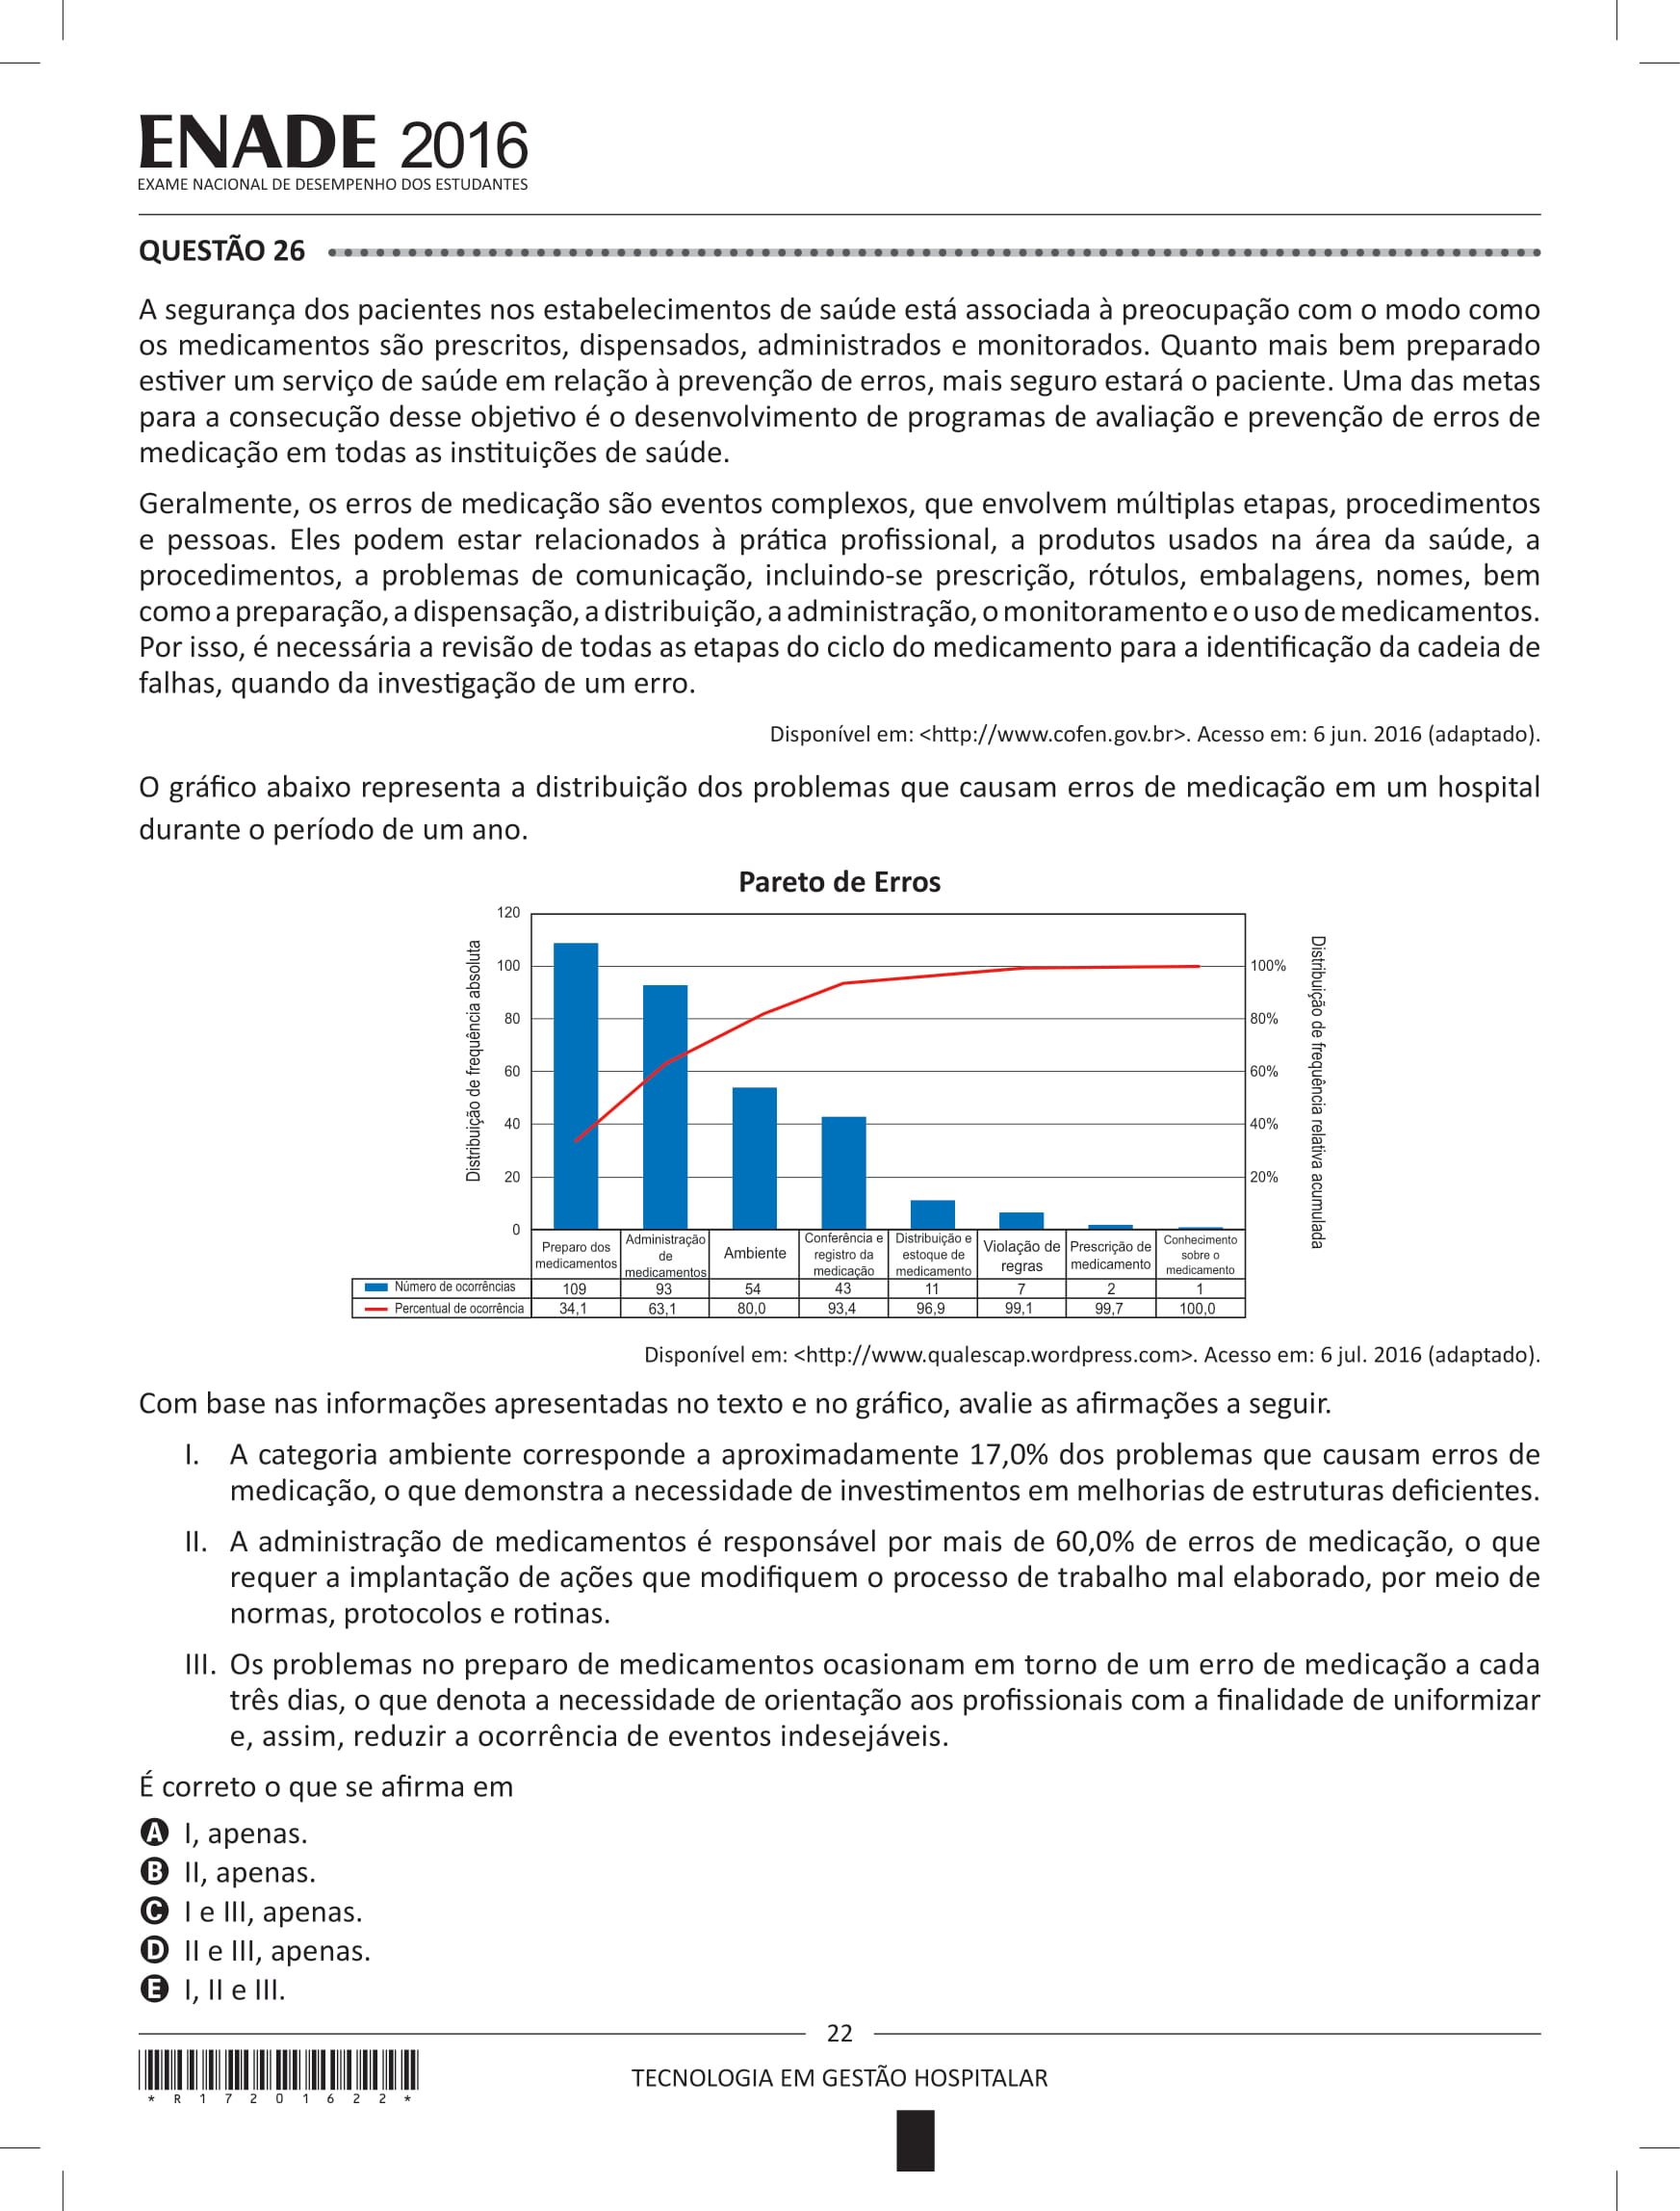 ENADE 2016
EXAME NACIONAL DE DESEMPENHO DOS ESTUDANTES
QUESTÃO 26
A segurança dos pacientes nos estabelecimentos de saúde está associada à preocupação com o modo como
os medicamentos são prescritos, dispensados, administrados e monitorados. Quanto mais bem preparado
estiver um serviço de saúde em relação à prevenção de erros, mais seguro estará o paciente. Uma das metas
para a consecução desse objetivo é o desenvolvimento de programas de avaliação e prevenção de erros de
medicação em todas as instituições de saúde.
Geralmente, os erros de medicação são eventos complexos, que envolvem múltiplas etapas, procedimentos
e pessoas. Eles podem estar relacionados à prática profissional, a produtos usados na área da saúde, a
procedimentos, a problemas de comunicação, incluindo-se prescrição, rótulos, embalagens, nomes, bem
como a preparação, a dispensação, a distribuição, a administração, o monitoramento e o uso de medicamentos.
Por isso, é necessária a revisão de todas as etapas do ciclo do medicamento para a identificação da cadeia de
falhas, quando da investigação de um erro.
Disponível em: <http://www.cofen.gov.br>. Acesso em: 6 jun. 2016 (adaptado).
O gráfico abaixo representa a distribuição dos problemas que causam erros de medicação em um hospital
durante o período de um ano.
Pareto de Erros
Distribuição de frequência absoluta
120
100
80
60
40
20
0
100%
80%
60%
40%
20%
Distribuição de frequência relativa acumulada
Preparo dos
medicamentos
Administração
de
medicamentos
Ambiente
Conferência e
registro da
medicação
Distribuição e
estoque de
medicamento
Violação de
regras
Prescrição de
medicamento
Conhecimento
sobre o
medicamento
Número de ocorrências 109 93 54 43 11 7 2 1
Percentual de ocorrência 34,1 63,1 80,0 93,4 96,9 99,1 99,7 100,0
Disponível em: <http://www.qualescap.wordpress.com>. Acesso em: 6 jul. 2016 (adaptado).
Com base nas informações apresentadas no texto e no gráfico, avalie as afirmações a seguir.
I. A categoria ambiente corresponde a aproximadamente 17,0% dos problemas que causam erros de
medicação, o que demonstra a necessidade de investimentos em melhorias de estruturas deficientes.
II. A administração de medicamentos é responsável por mais de 60,0% de erros de medicação, o que
requer a implantação de ações que modifiquem o processo de trabalho mal elaborado, por meio de
normas, protocolos e rotinas.
III. Os problemas no preparo de medicamentos ocasionam em torno de um erro de medicação a cada
três dias, o que denota a necessidade de orientação aos profissionais com a finalidade de uniformizar
e, assim, reduzir a ocorrência de eventos indesejáveis.
É correto o que se afirma em
A I, apenas.
B II, apenas.
C I e III, apenas.
D II e III, apenas.
E I, II e III.
22
TECNOLOGIA EM GESTÃO HOSPITALAR
* R 1 7 2 0 1 6 2 2 *